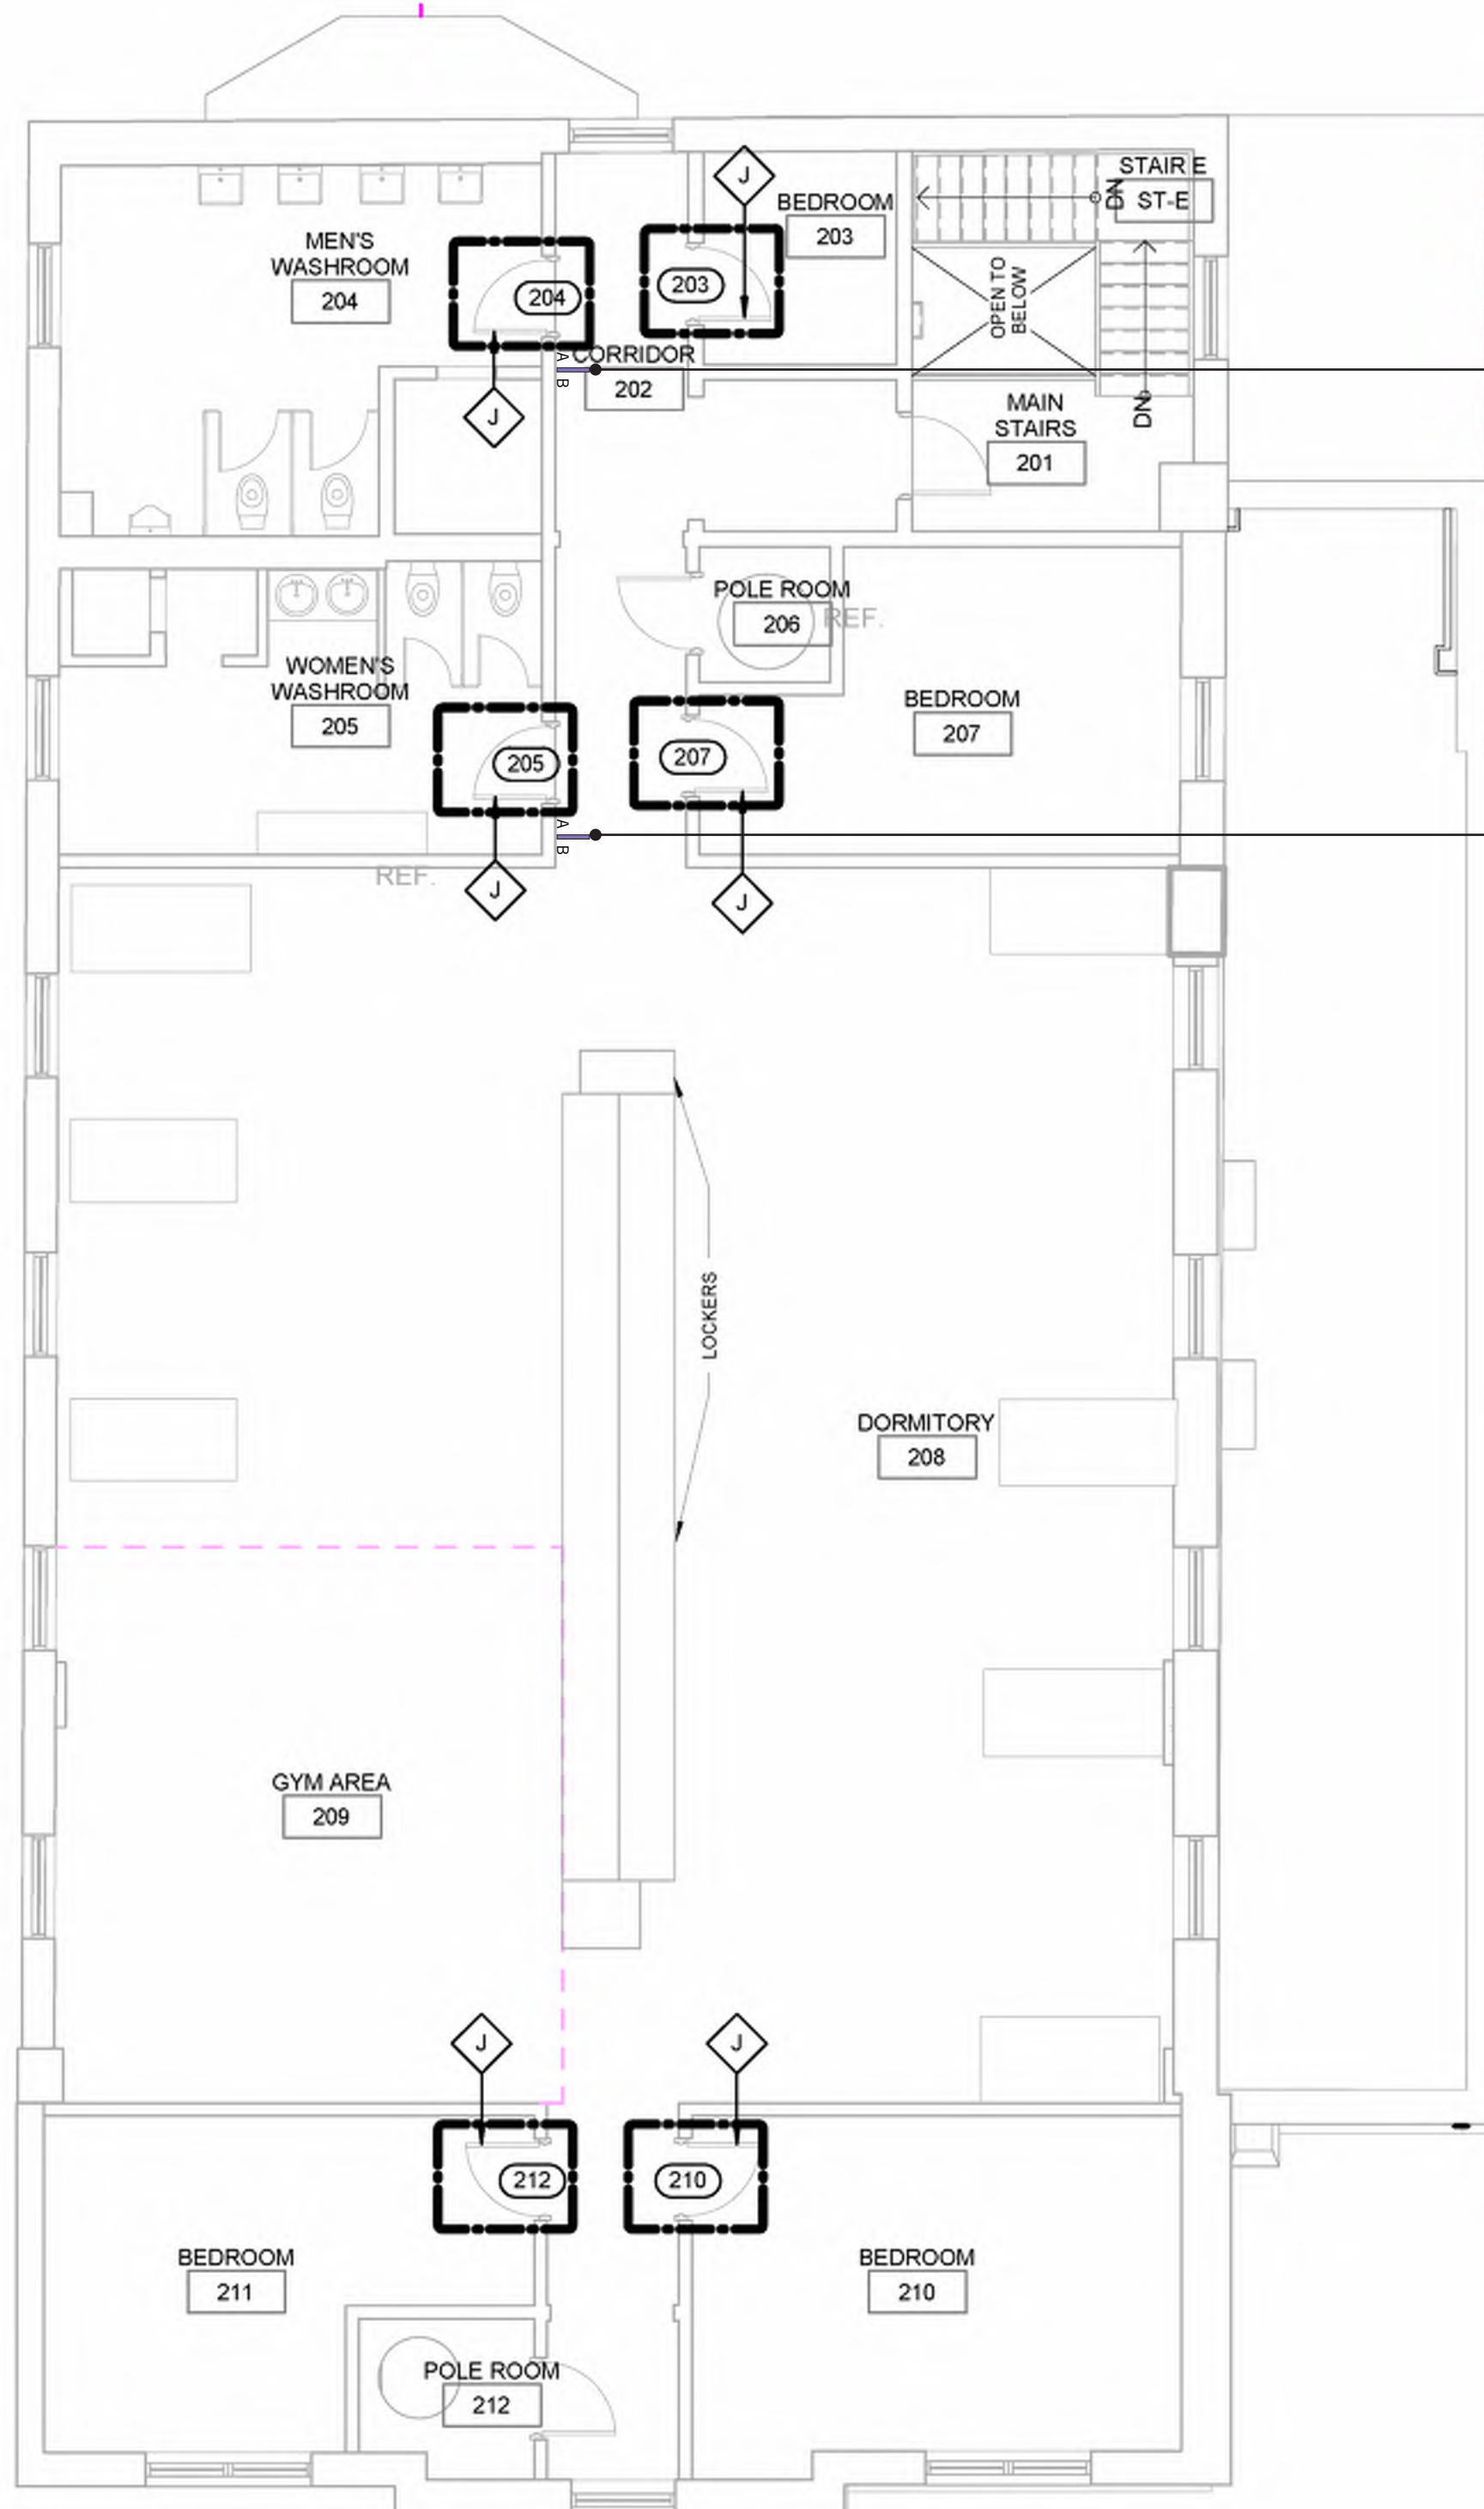 STAIR E
ST-E
DN
J
BEDROOM
203
MEN'S
WASHROOM
204
204
203
OPEN TO
BELOW
A
B
CORRIDOR
202
J
DN
MAIN
STAIRS
201
POLE ROOM
206
REF.
WOMEN'S
WASHROOM
205
BEDROOM
207
205
207
A
B
REF.
J
J
LOCKERS
DORMITORY
208
GYM AREA
209
J
J
212
210
BEDROOM
211
BEDROOM
210
POLE ROOM
212